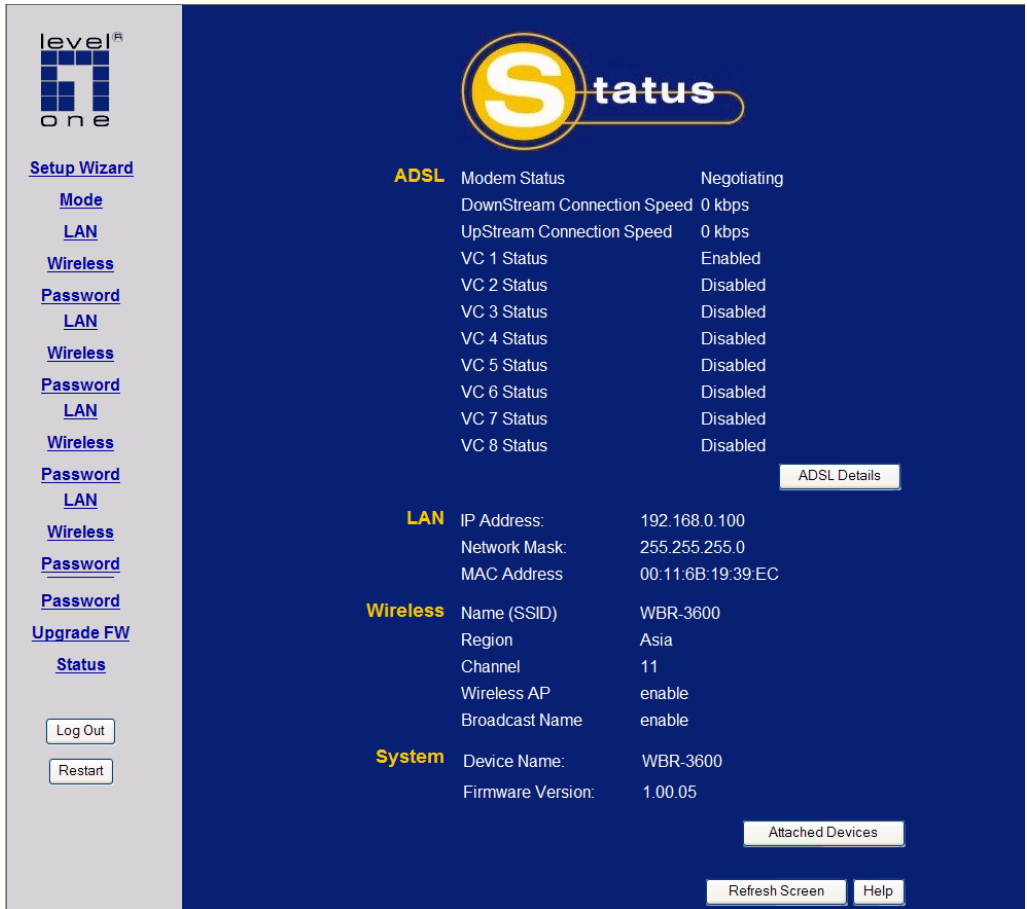 level®
one
Setup Wizard
Mode
LAN
Wireless
Password
LAN
Wireless
Password
LAN
Wireless
Password
LAN
Wireless
Password
Password
Upgrade FW
Status
Log Out
Restart
Status
ADSL
Modem Status Negotiating
DownStream Connection Speed 0 kbps
UpStream Connection Speed 0 kbps
VC 1 Status Enabled
VC 2 Status Disabled
VC 3 Status Disabled
VC 4 Status Disabled
VC 5 Status Disabled
VC 6 Status Disabled
VC 7 Status Disabled
VC 8 Status Disabled
ADSL Details
LAN
IP Address: 192.168.0.100
Network Mask: 255.255.255.0
MAC Address 00:11:6B:19:39:EC
Wireless
Name (SSID) WBR-3600
Region Asia
Channel 11
Wireless AP enable
Broadcast Name enable
System
Device Name: WBR-3600
Firmware Version: 1.00.05
Attached Devices
Refresh Screen Help